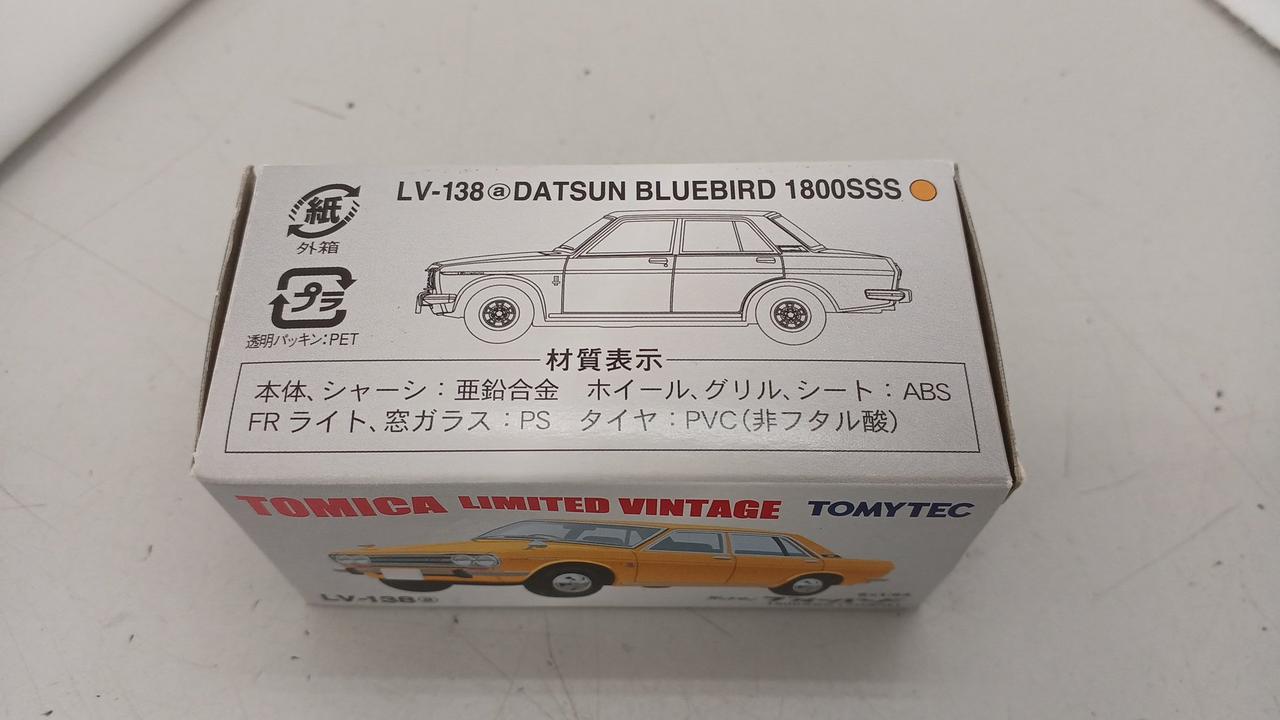 LV-138ⓐDATSUN BLUEBIRD 1800SSS
紙
外箱
プラ
透明パッキン:PET
材質表示
本体、シャーシ：亜鉛合金　ホイール、グリル、シート：ABS
FRライト、窓ガラス：PS　タイヤ：PVC(非フタル酸)
TOMICA LIMITED VINTAGE TOMYTEC
LV-138ⓐ